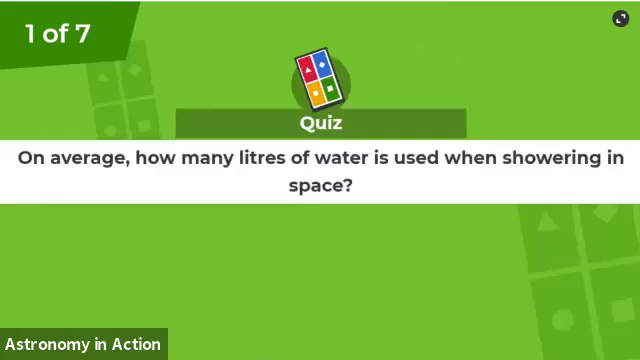 1 of 7
Quiz
On average, how many litres of water is used when showering in
space?
Astronomy in Action